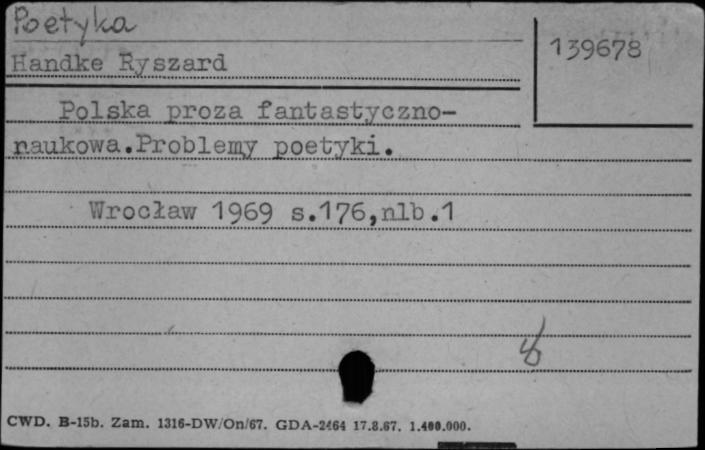 Poetyka
139678
Handke Ryszard
Polska proza fantastyczno-
naukowa.Problemy poetyki.
Wrocław 1969 s.176,nlb.1
CWD. B-15b. Zam. 1316-DW/On/67. GDA-2464 17.8.67. 1.400.000.